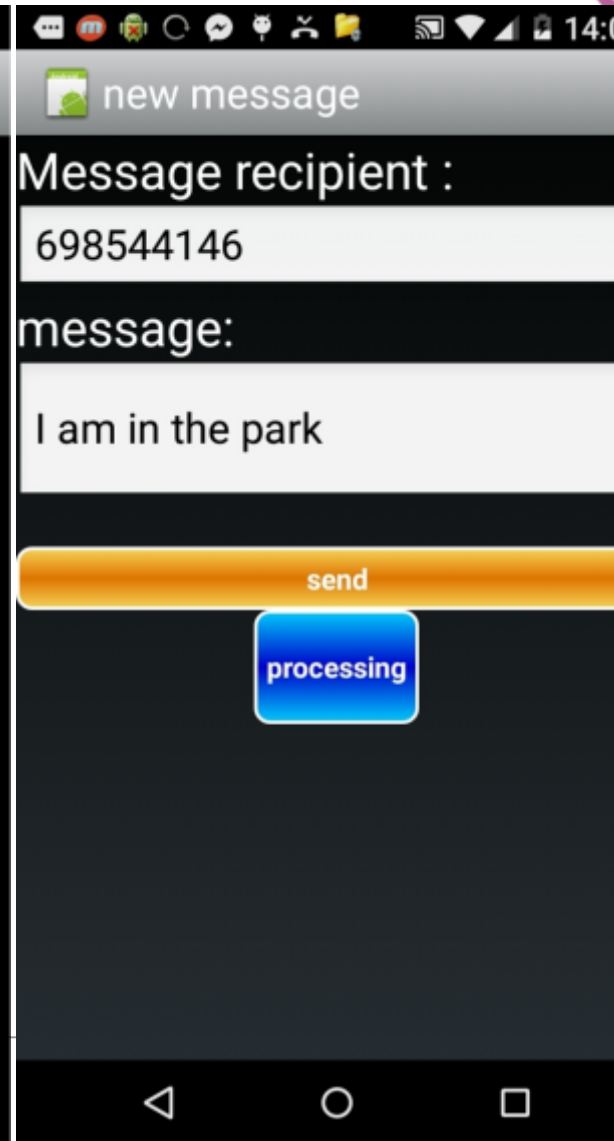 14:0
new message
Message recipient :
698544146
message:
I am in the park
send
processing